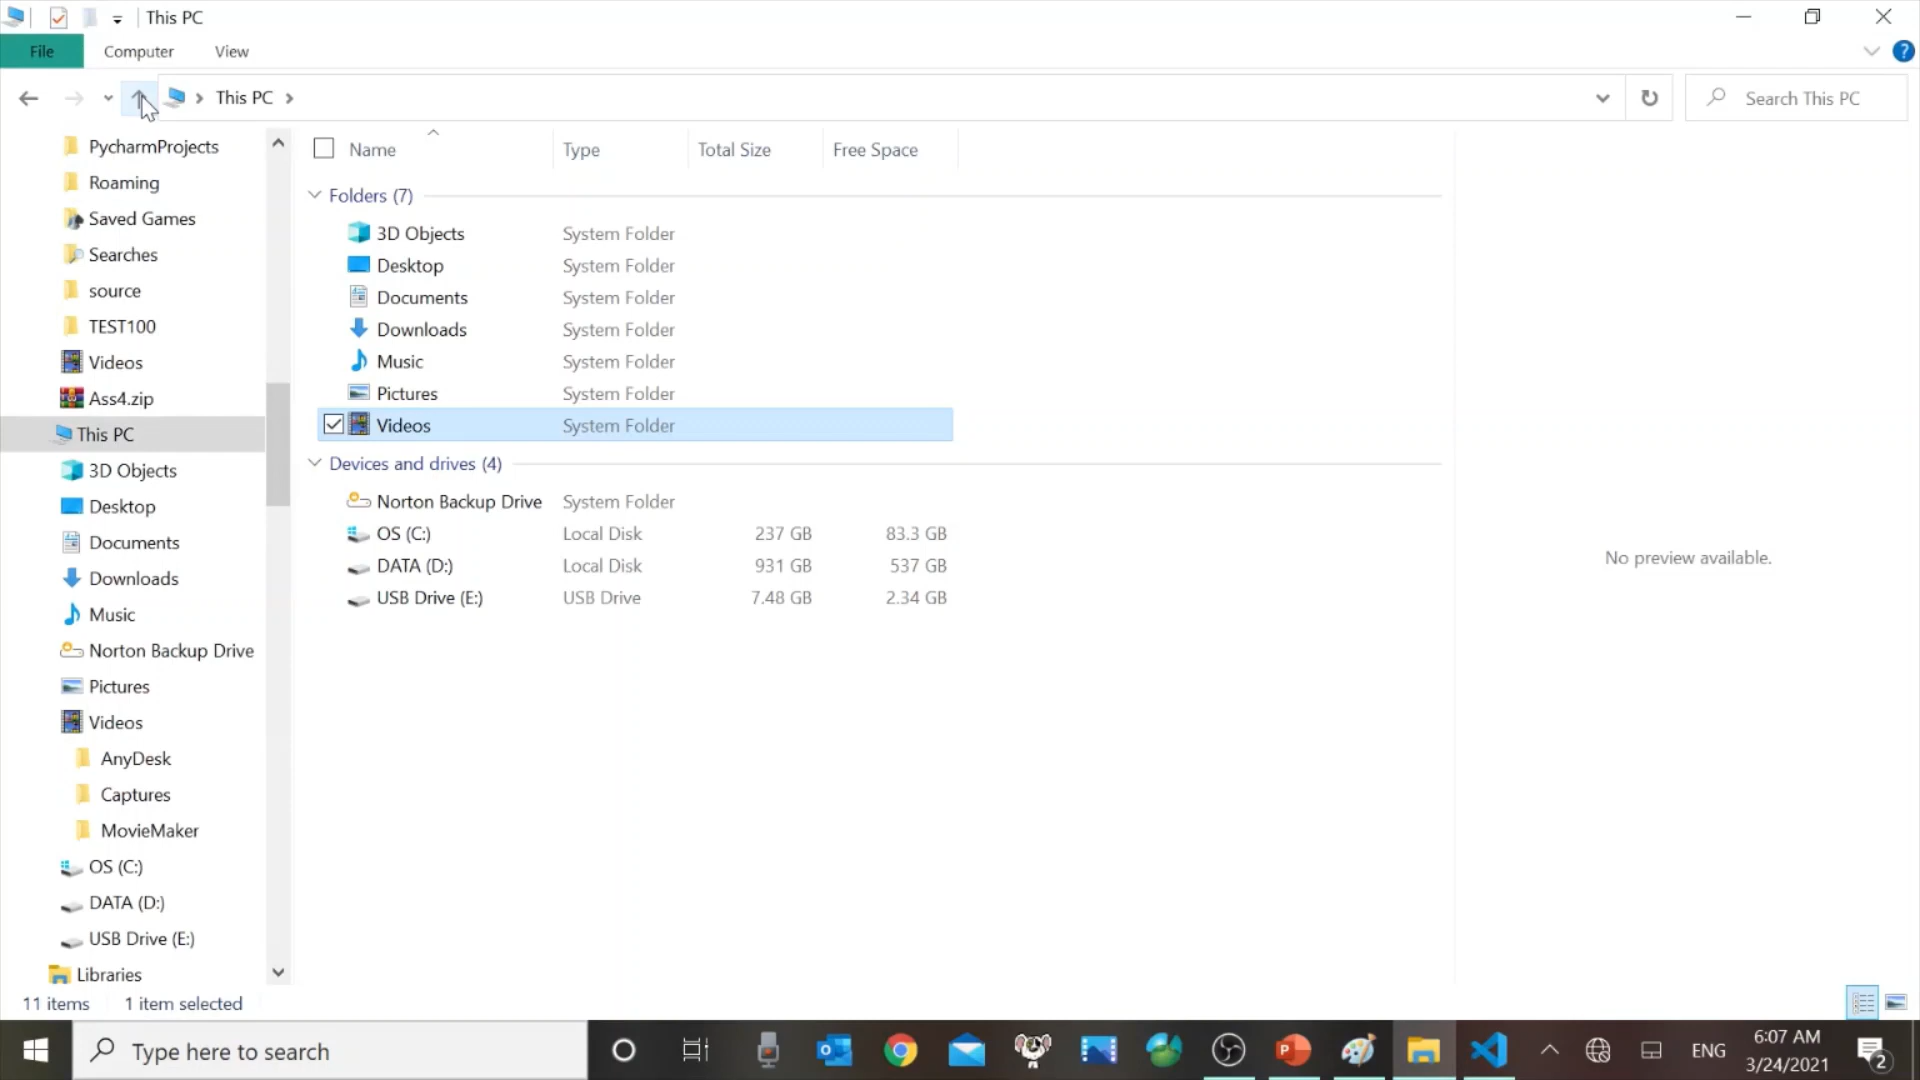 This PC
File Computer View
This PC
Search This PC
PycharmProjects
Roaming
Saved Games
Searches
source
TEST100
Videos
Ass4.zip
This PC
3D Objects
Desktop
Documents
Downloads
Music
Norton Backup Drive
Pictures
Videos
AnyDesk
Captures
MovieMaker
OS (C:)
DATA (D:)
USB Drive (E:)
Libraries
Name Type Total Size Free Space
Folders (7)
3D Objects System Folder
Desktop System Folder
Documents System Folder
Downloads System Folder
Music System Folder
Pictures System Folder
Videos System Folder
Devices and drives (4)
Norton Backup Drive System Folder
OS (C:) Local Disk 237 GB 83.3 GB
DATA (D:) Local Disk 931 GB 537 GB
USB Drive (E:) USB Drive 7.48 GB 2.34 GB
No preview available.
11 items 1 item selected
Type here to search
ENG
6:07 AM
3/24/2021
2